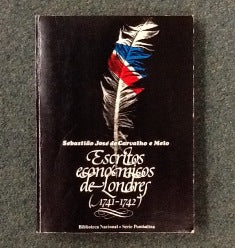 Sebastião José de Carvalho e Melo
Escritos
económicos
de Londres
(1741-1742)
Biblioteca Nacional • Série Pombalina